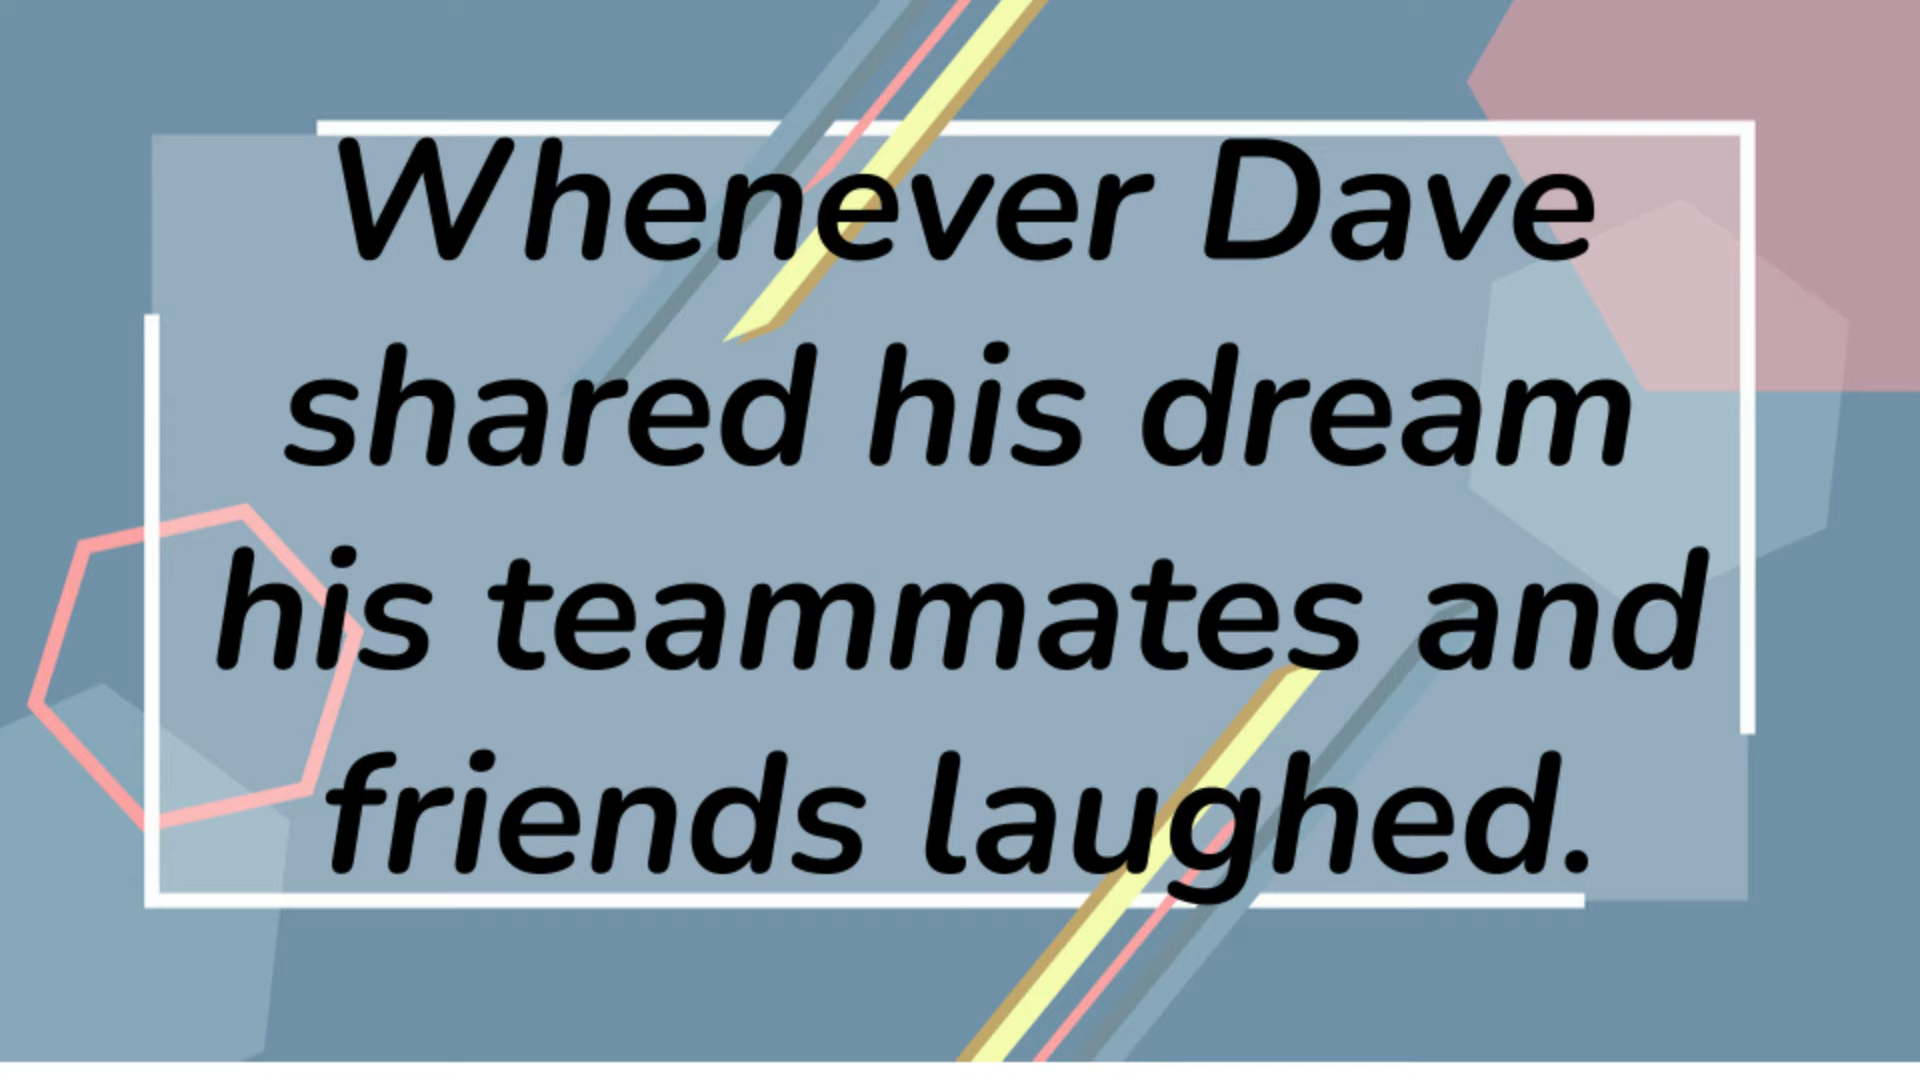 Whenever Dave
shared his dream
his teammates and
friends laughed.